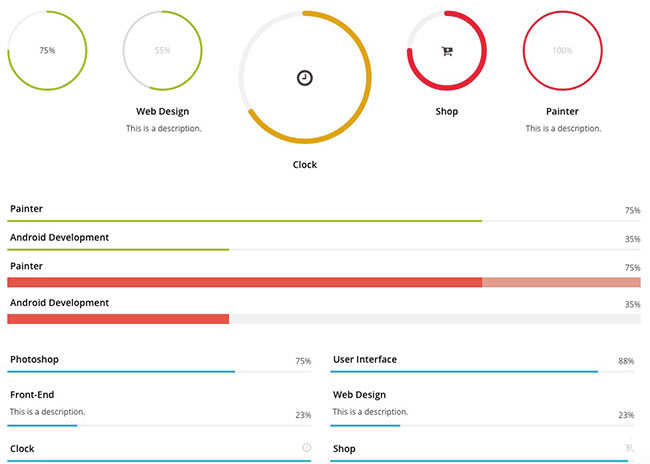 75%
55%
100%
Web Design
This is a description.
Shop
Painter
This is a description.
Clock
Painter
75%
Android Development
35%
Painter
75%
Android Development
35%
Photoshop
75%
User Interface
88%
Front-End
This is a description.
23%
Web Design
This is a description.
23%
Clock
Shop